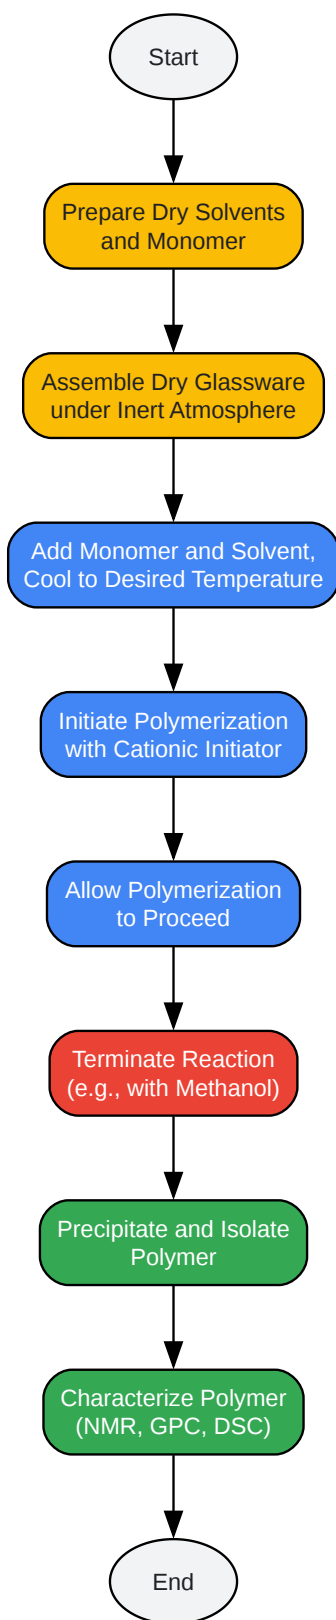 Start
Prepare Dry Solvents
and Monomer
Assemble Dry Glassware
under Inert Atmosphere
Add Monomer and Solvent,
Cool to Desired Temperature
Initiate Polymerization
with Cationic Initiator
Allow Polymerization
to Proceed
Terminate Reaction
(e.g., with Methanol)
Precipitate and Isolate
Polymer
Characterize Polymer
(NMR, GPC, DSC)
End